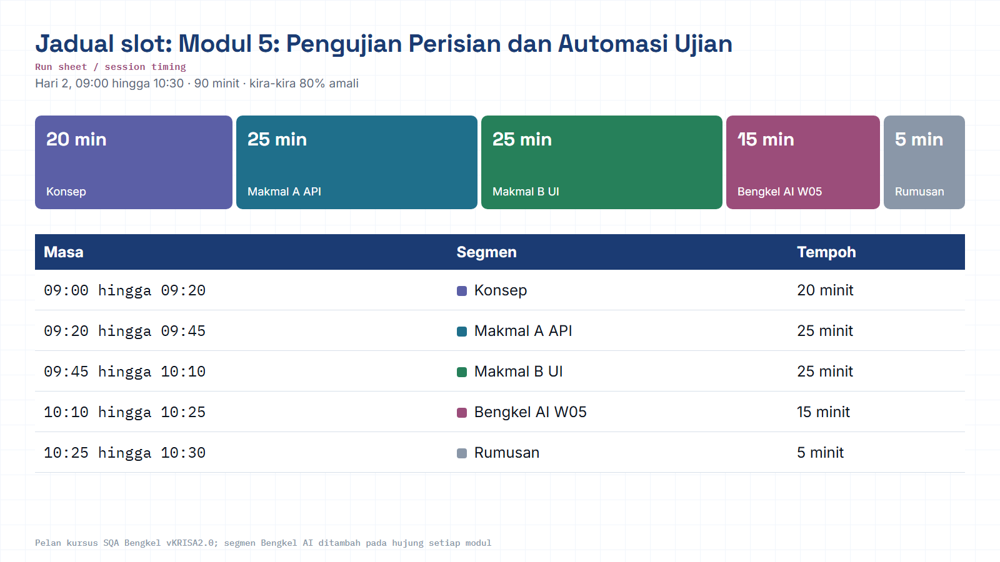 Jadual slot: Modul 5: Pengujian Perisian dan Automasi Ujian
Run sheet / session timing
Hari 2, 09:00 hingga 10:30 · 90 minit · kira-kira 80% amali
20 min
Konsep
25 min
Makmal A API
25 min
Makmal B UI
15 min
Bengkel AI W05
5 min
Rumusan
Masa Segmen Tempoh
09:00 hingga 09:20 Konsep 20 minit
09:20 hingga 09:45 Makmal A API 25 minit
09:45 hingga 10:10 Makmal B UI 25 minit
10:10 hingga 10:25 Bengkel AI W05 15 minit
10:25 hingga 10:30 Rumusan 5 minit
Pelan kursus SQA Bengkel vKRISA2.0; segmen Bengkel AI ditambah pada hujung setiap modul